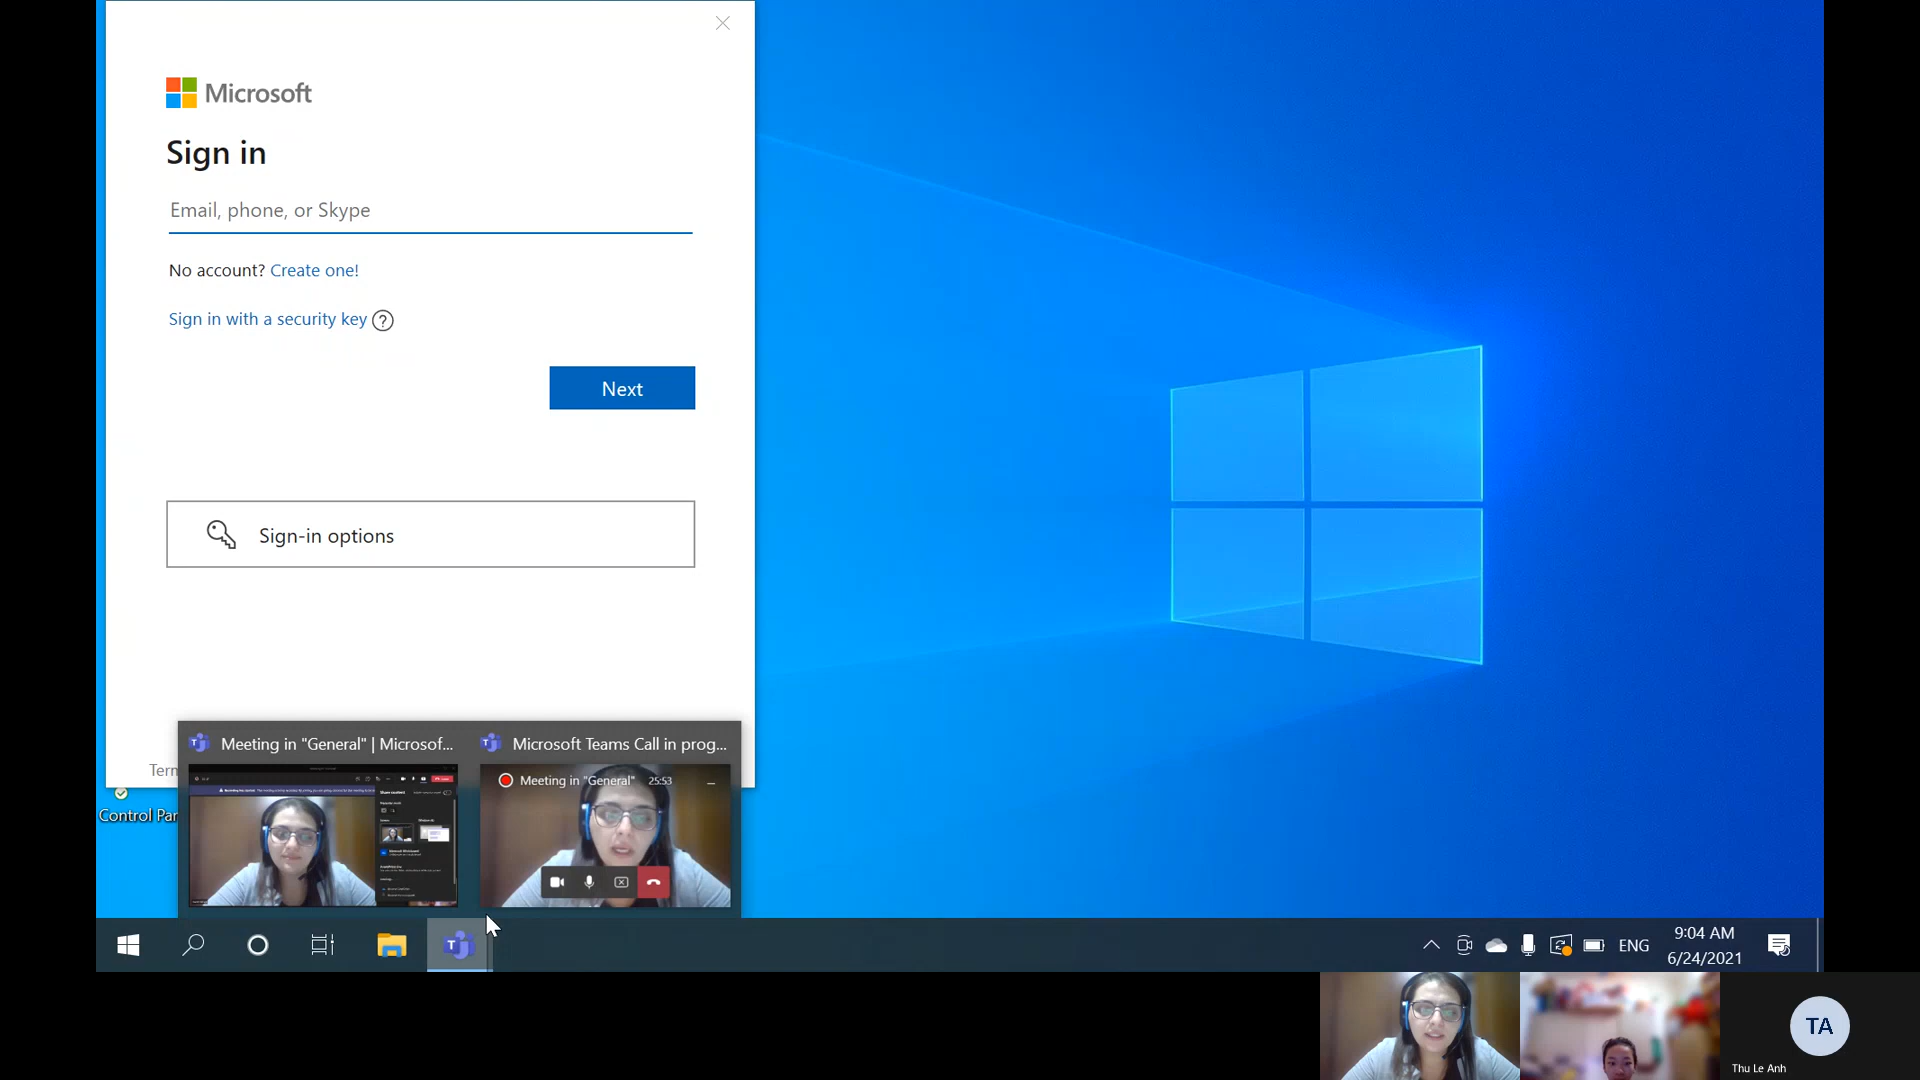 Microsoft
Sign in
Email, phone, or Skype
No account? Create one!
Sign in with a security key
Next
Sign-in options
Term
Meeting in "General" | Microsof...
Microsoft Teams Call in prog...
Meeting in "General" 25:53
Control Par
ENG
9:04 AM
6/24/2021
TA
Thu Le Anh